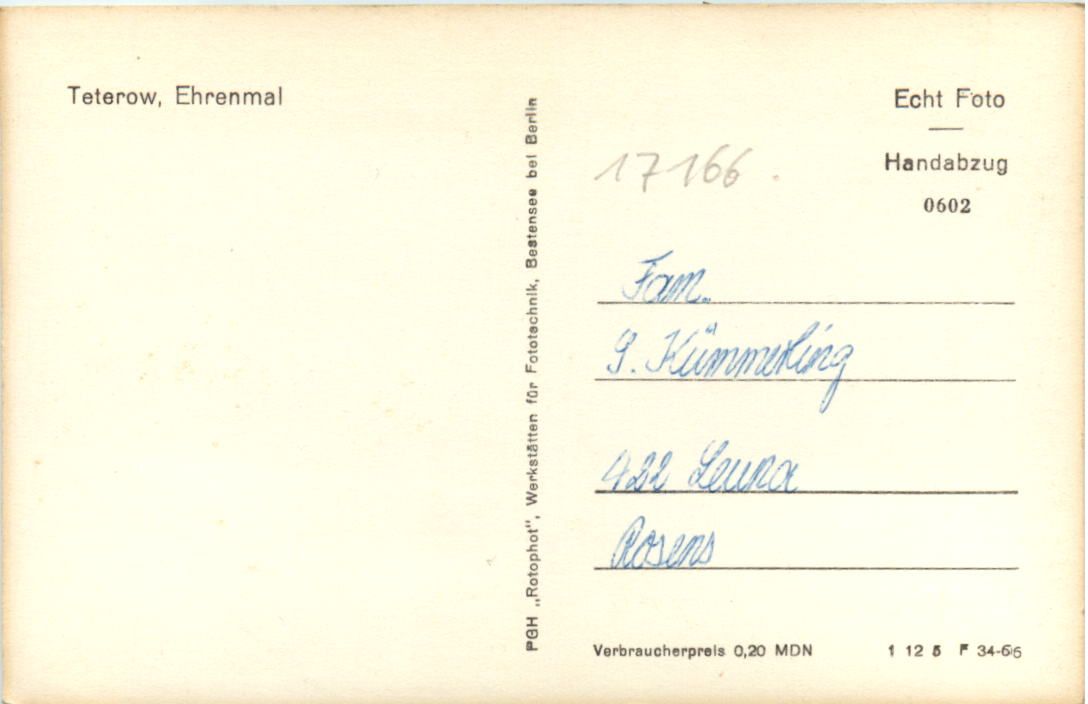 Teterow, Ehrenmal
PGH „Rotophot", Werkstätten für Fototechnik, Bestensee bei Berlin
Echt Foto
Handabzug
0602
17166
Fam.
G. Kümmerling
422 Leuna
Rosens
Verbraucherpreis 0,20 MDN
1 12 5 F 34-66